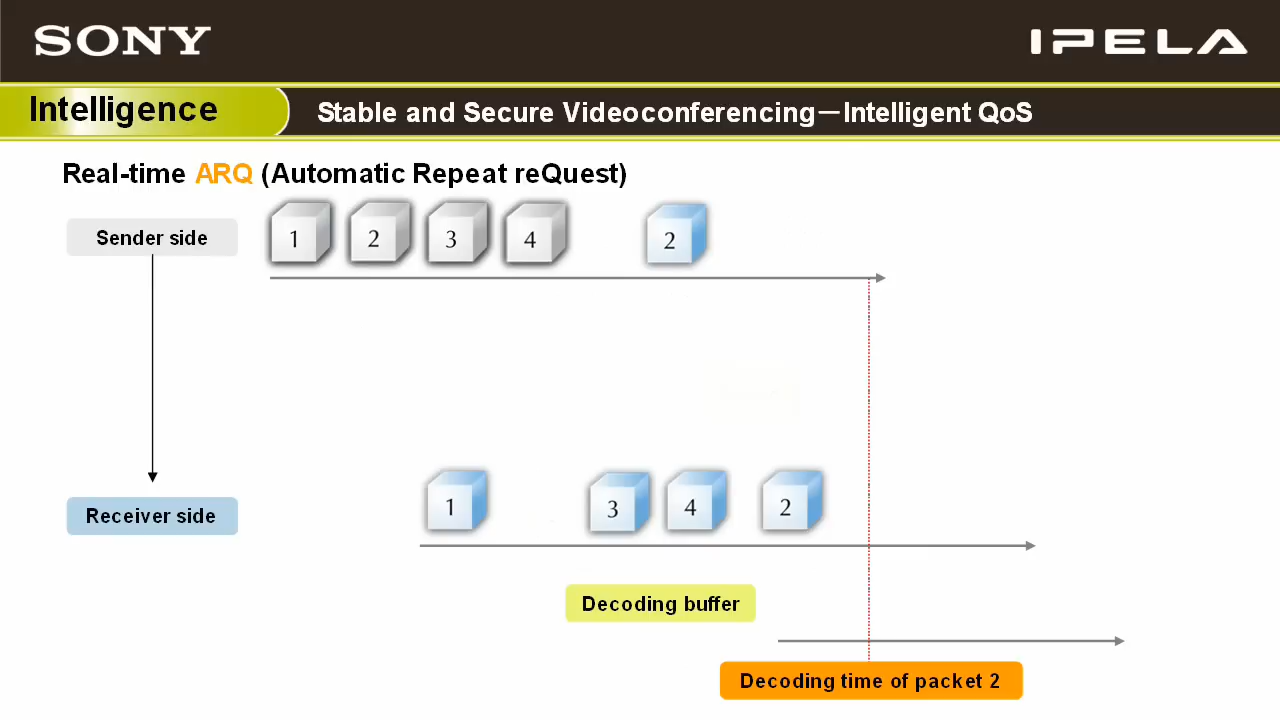 SONY
IPELA
Intelligence
Stable and Secure Videoconferencing—Intelligent QoS
Real-time ARQ (Automatic Repeat reQuest)
Sender side
1 2 3 4 2
Receiver side
1 3 4 2
Decoding buffer
Decoding time of packet 2